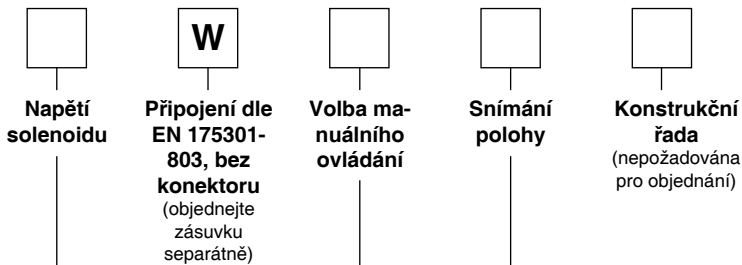 W
Napětí
solenoidu
Připojení dle
EN 175301-
803, bez
konektoru
(objednejte
zásuvku
separátně)
Volba ma-
nuálního
ovládání
Snímání
polohy
Konstrukční
řada
(nepožadována
pro objednání)